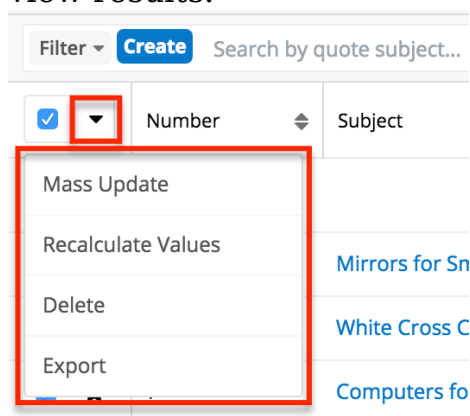 Filter Create Search by quote subject...
Number Subject
Mass Update
Recalculate Values
Mirrors for Sm
Delete
White Cross C
Export
Computers fo